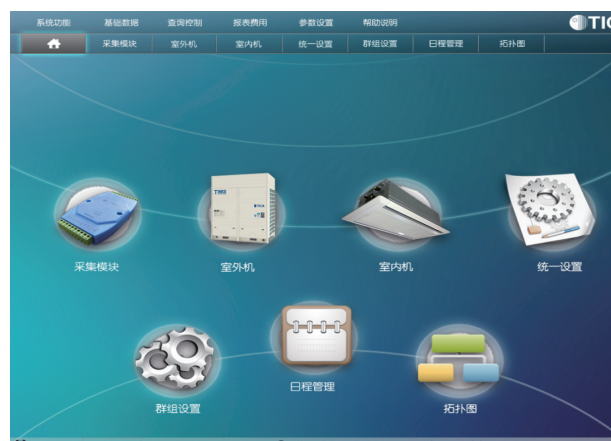 系统功能 基础数据 查询控制 报表费用 参数设置 帮助说明 TIC
采集模块 室外机 室内机 统一设置 群组设置 日程管理 拓扑图
采集模块 室外机 室内机 统一设置
群组设置 日程管理 拓扑图